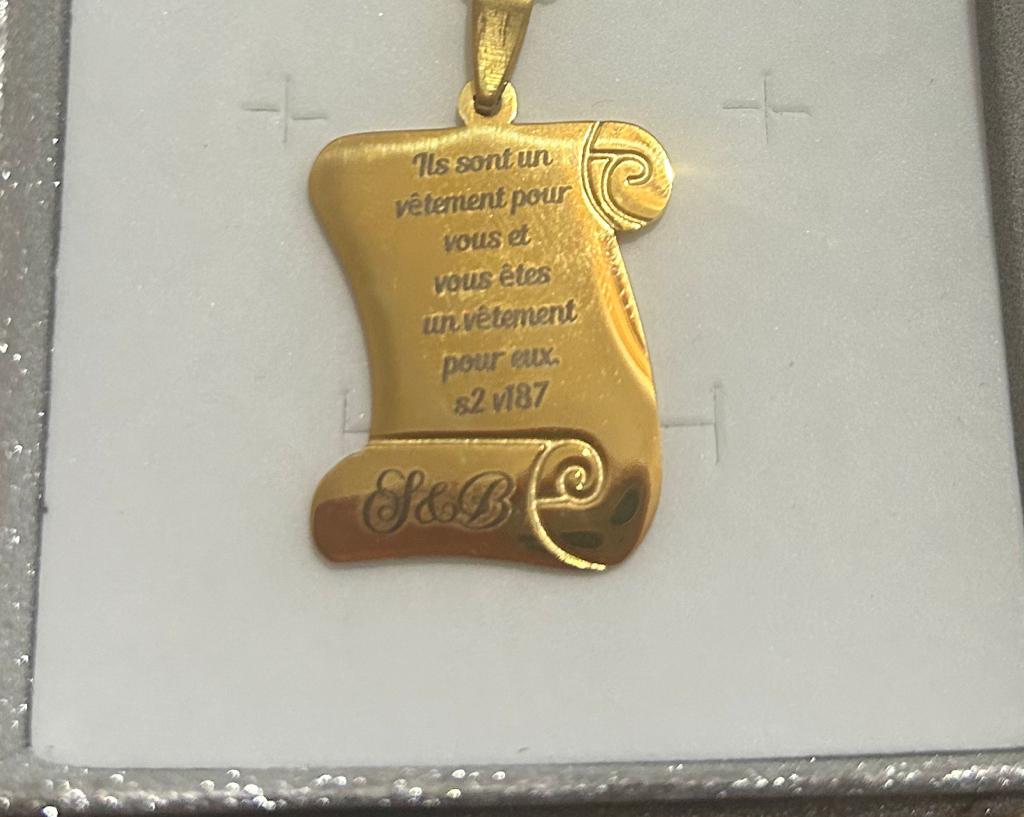 Ils sont un
vêtement pour
vous et
vous êtes
un vêtement
pour eux.
s2 v187
S&B